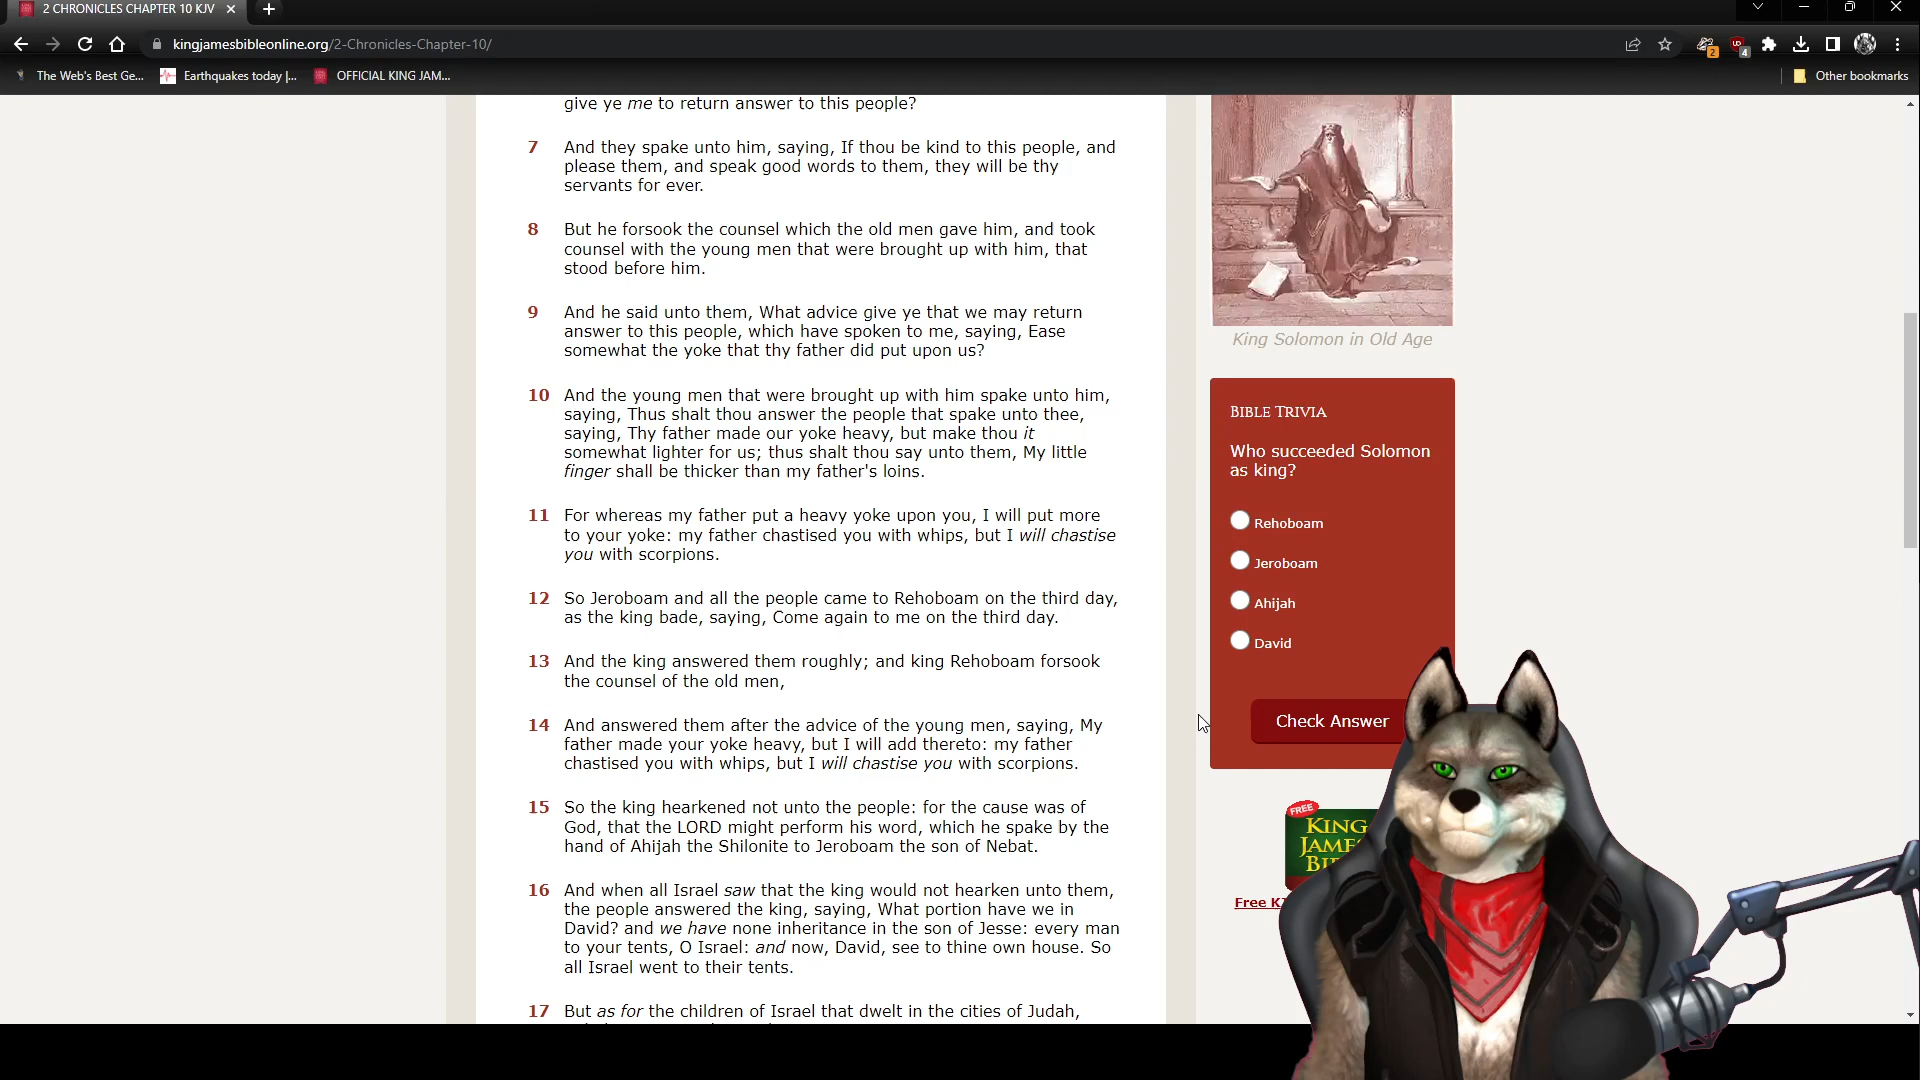 2 CHRONICLES CHAPTER 10 KJV
kingjamesbibleonline.org/2-Chronicles-Chapter-10/
2
4
The Web's Best Ge...
Earthquakes today |...
OFFICIAL KING JAM...
Other bookmarks
give ye me to return answer to this people?
7 And they spake unto him, saying, If thou be kind to this people, and
please them, and speak good words to them, they will be thy
servants for ever.
8 But he forsook the counsel which the old men gave him, and took
counsel with the young men that were brought up with him, that
stood before him.
9 And he said unto them, What advice give ye that we may return
answer to this people, which have spoken to me, saying, Ease
somewhat the yoke that thy father did put upon us?
10 And the young men that were brought up with him spake unto him,
saying, Thus shalt thou answer the people that spake unto thee,
saying, Thy father made our yoke heavy, but make thou it
somewhat lighter for us; thus shalt thou say unto them, My little
finger shall be thicker than my father's loins.
11 For whereas my father put a heavy yoke upon you, I will put more
to your yoke: my father chastised you with whips, but I will chastise
you with scorpions.
12 So Jeroboam and all the people came to Rehoboam on the third day,
as the king bade, saying, Come again to me on the third day.
13 And the king answered them roughly; and king Rehoboam forsook
the counsel of the old men,
14 And answered them after the advice of the young men, saying, My
father made your yoke heavy, but I will add thereto: my father
chastised you with whips, but I will chastise you with scorpions.
15 So the king hearkened not unto the people: for the cause was of
God, that the LORD might perform his word, which he spake by the
hand of Ahijah the Shilonite to Jeroboam the son of Nebat.
16 And when all Israel saw that the king would not hearken unto them,
the people answered the king, saying, What portion have we in
David? and we have none inheritance in the son of Jesse: every man
to your tents, O Israel: and now, David, see to thine own house. So
all Israel went to their tents.
17 But as for the children of Israel that dwelt in the cities of Judah,
King Solomon in Old Age
BIBLE TRIVIA
Who succeeded Solomon
as king?
Rehoboam
Jeroboam
Ahijah
David
Check Answer
FREE
KING
JAMES
BI
Free K